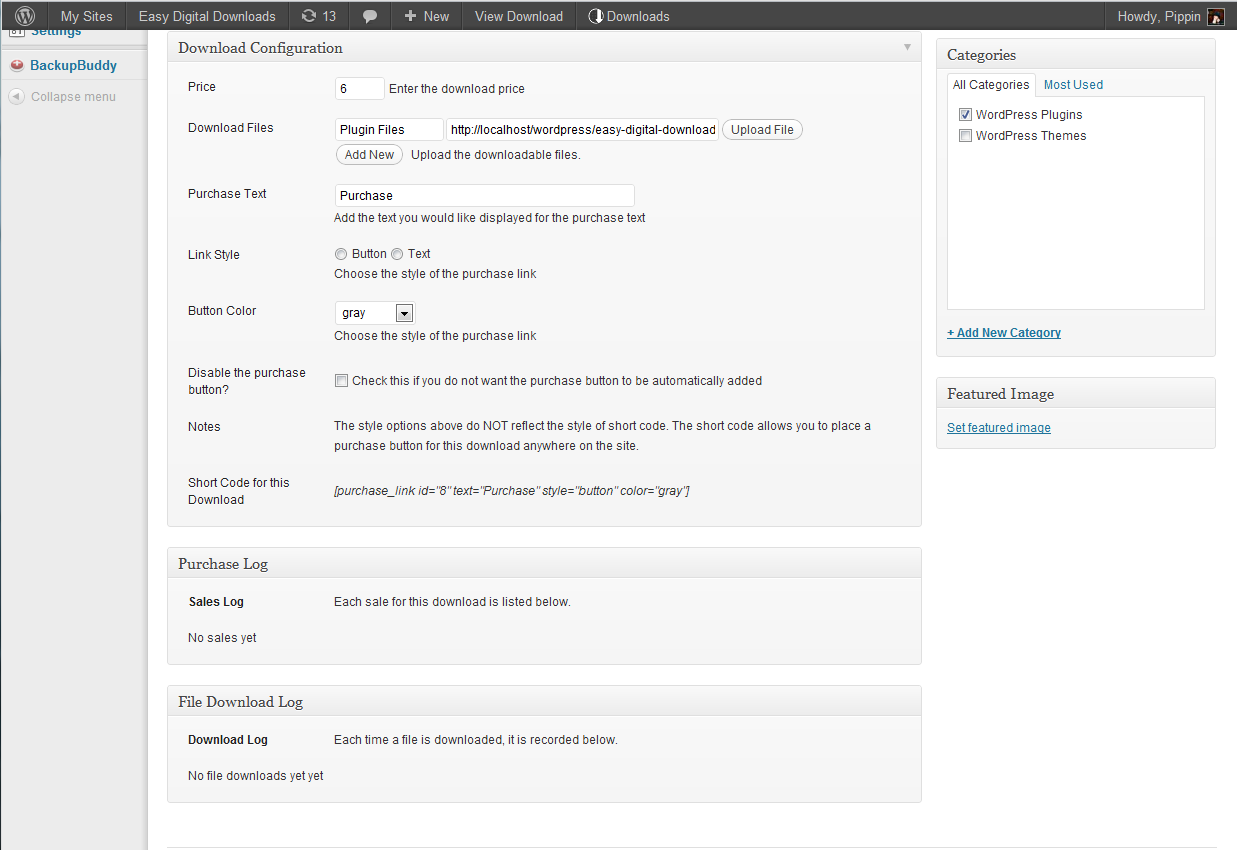 My Sites Easy Digital Downloads 13 New View Download Downloads Howdy, Pippin
Settings
BackupBuddy
Collapse menu
Download Configuration
Price 6 Enter the download price
Download Files Plugin Files http://localhost/wordpress/easy-digital-download Upload File
Add New Upload the downloadable files.
Purchase Text Purchase
Add the text you would like displayed for the purchase text
Link Style Button Text
Choose the style of the purchase link
Button Color gray
Choose the style of the purchase link
Disable the purchase
button?
Check this if you do not want the purchase button to be automatically added
Notes The style options above do NOT reflect the style of short code. The short code allows you to place a
purchase button for this download anywhere on the site.
Short Code for this
Download
[purchase_link id="8" text="Purchase" style="button" color="gray"]
Purchase Log
Sales Log Each sale for this download is listed below.
No sales yet
File Download Log
Download Log Each time a file is downloaded, it is recorded below.
No file downloads yet yet
Categories
All Categories Most Used
WordPress Plugins
WordPress Themes
+ Add New Category
Featured Image
Set featured image